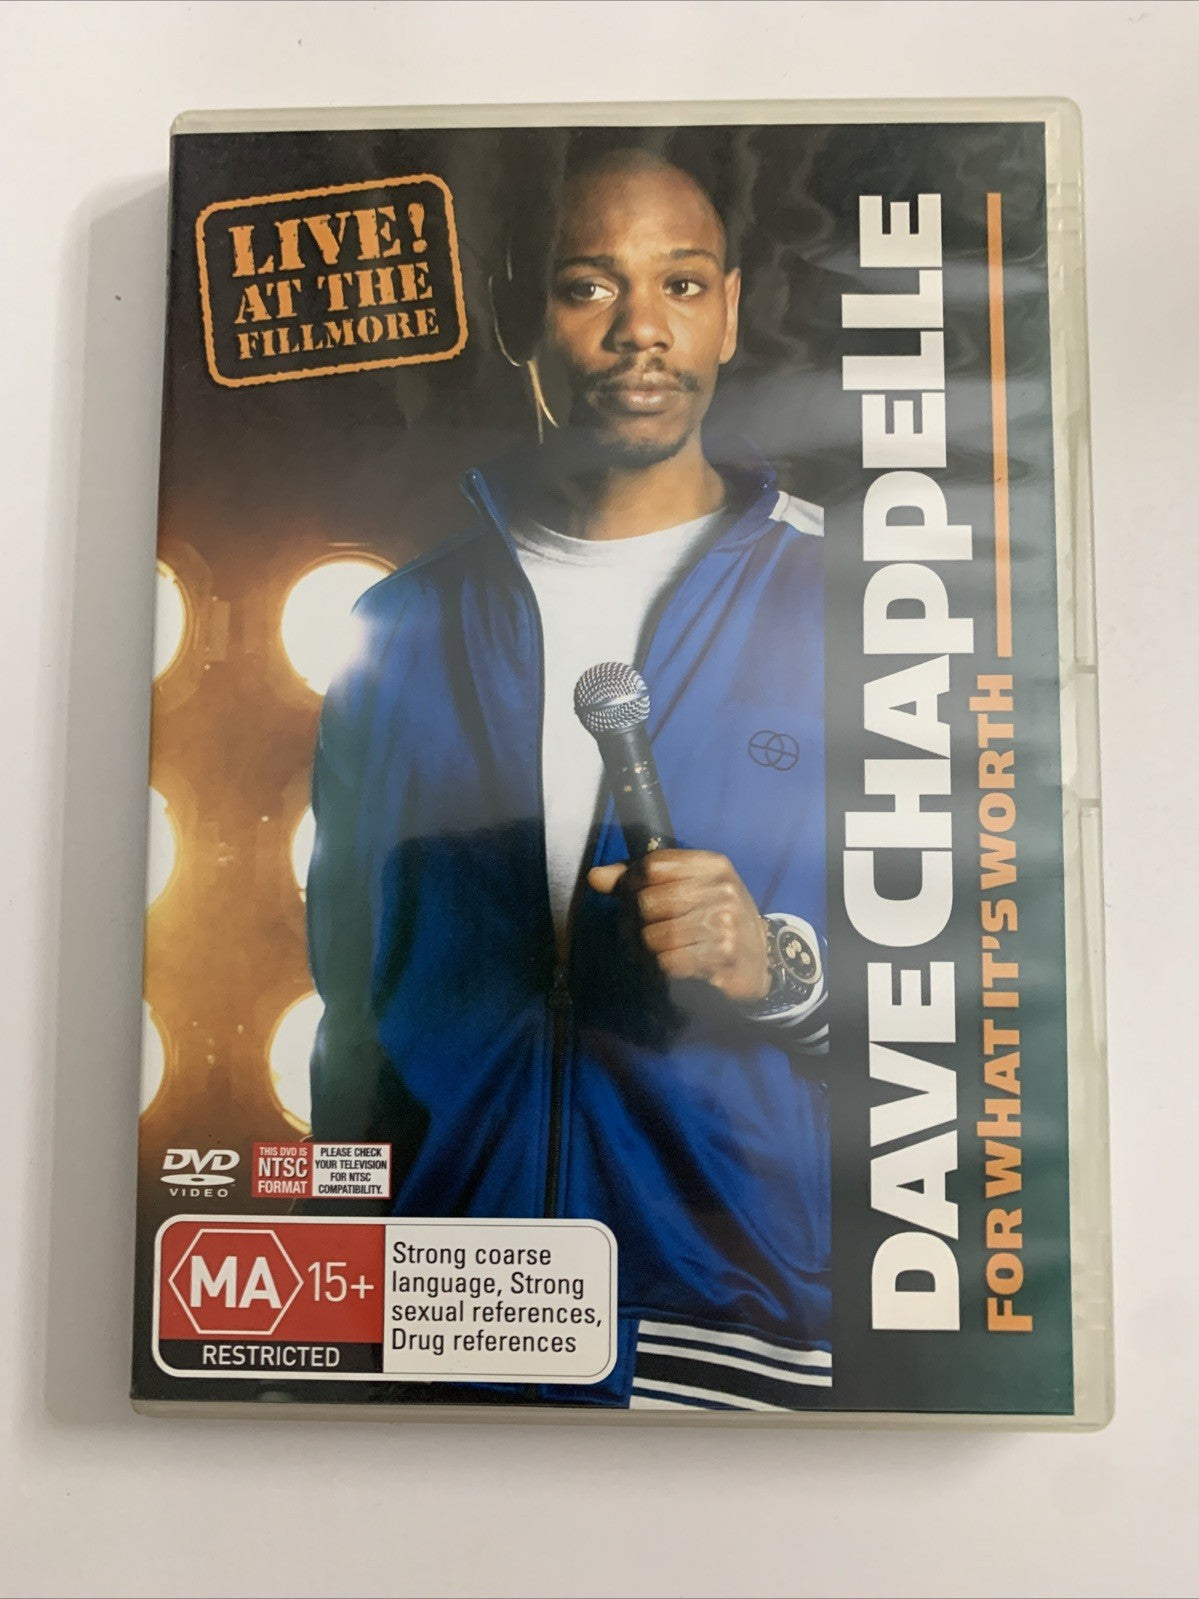 LIVE!
AT THE
FILLMORE
DAVE CHAPPELLE
FOR WHAT IT'S WORTH
DVD
VIDEO
THIS DVD IS
NTSC
FORMAT
PLEASE CHECK
YOUR TELEVISION
FOR NTSC
COMPATIBILITY.
MA 15+
RESTRICTED
Strong coarse
language, Strong
sexual references,
Drug references